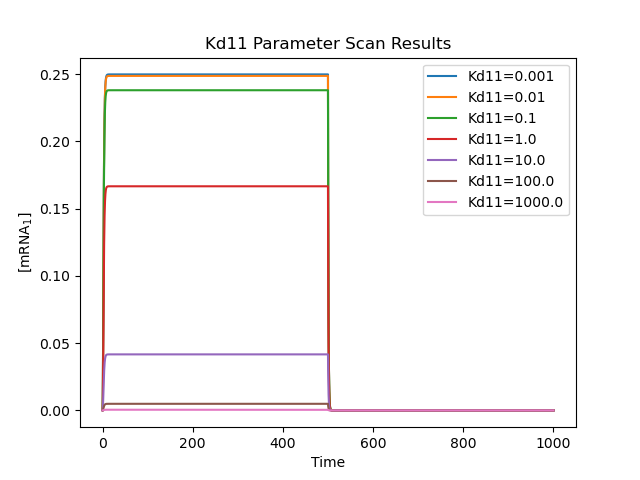 Kd11 Parameter Scan Results
0.25
0.20
0.15
0.10
0.05
0.00
[mRNA₁]
Kd11=0.001
Kd11=0.01
Kd11=0.1
Kd11=1.0
Kd11=10.0
Kd11=100.0
Kd11=1000.0
0 200 400 600 800 1000
Time